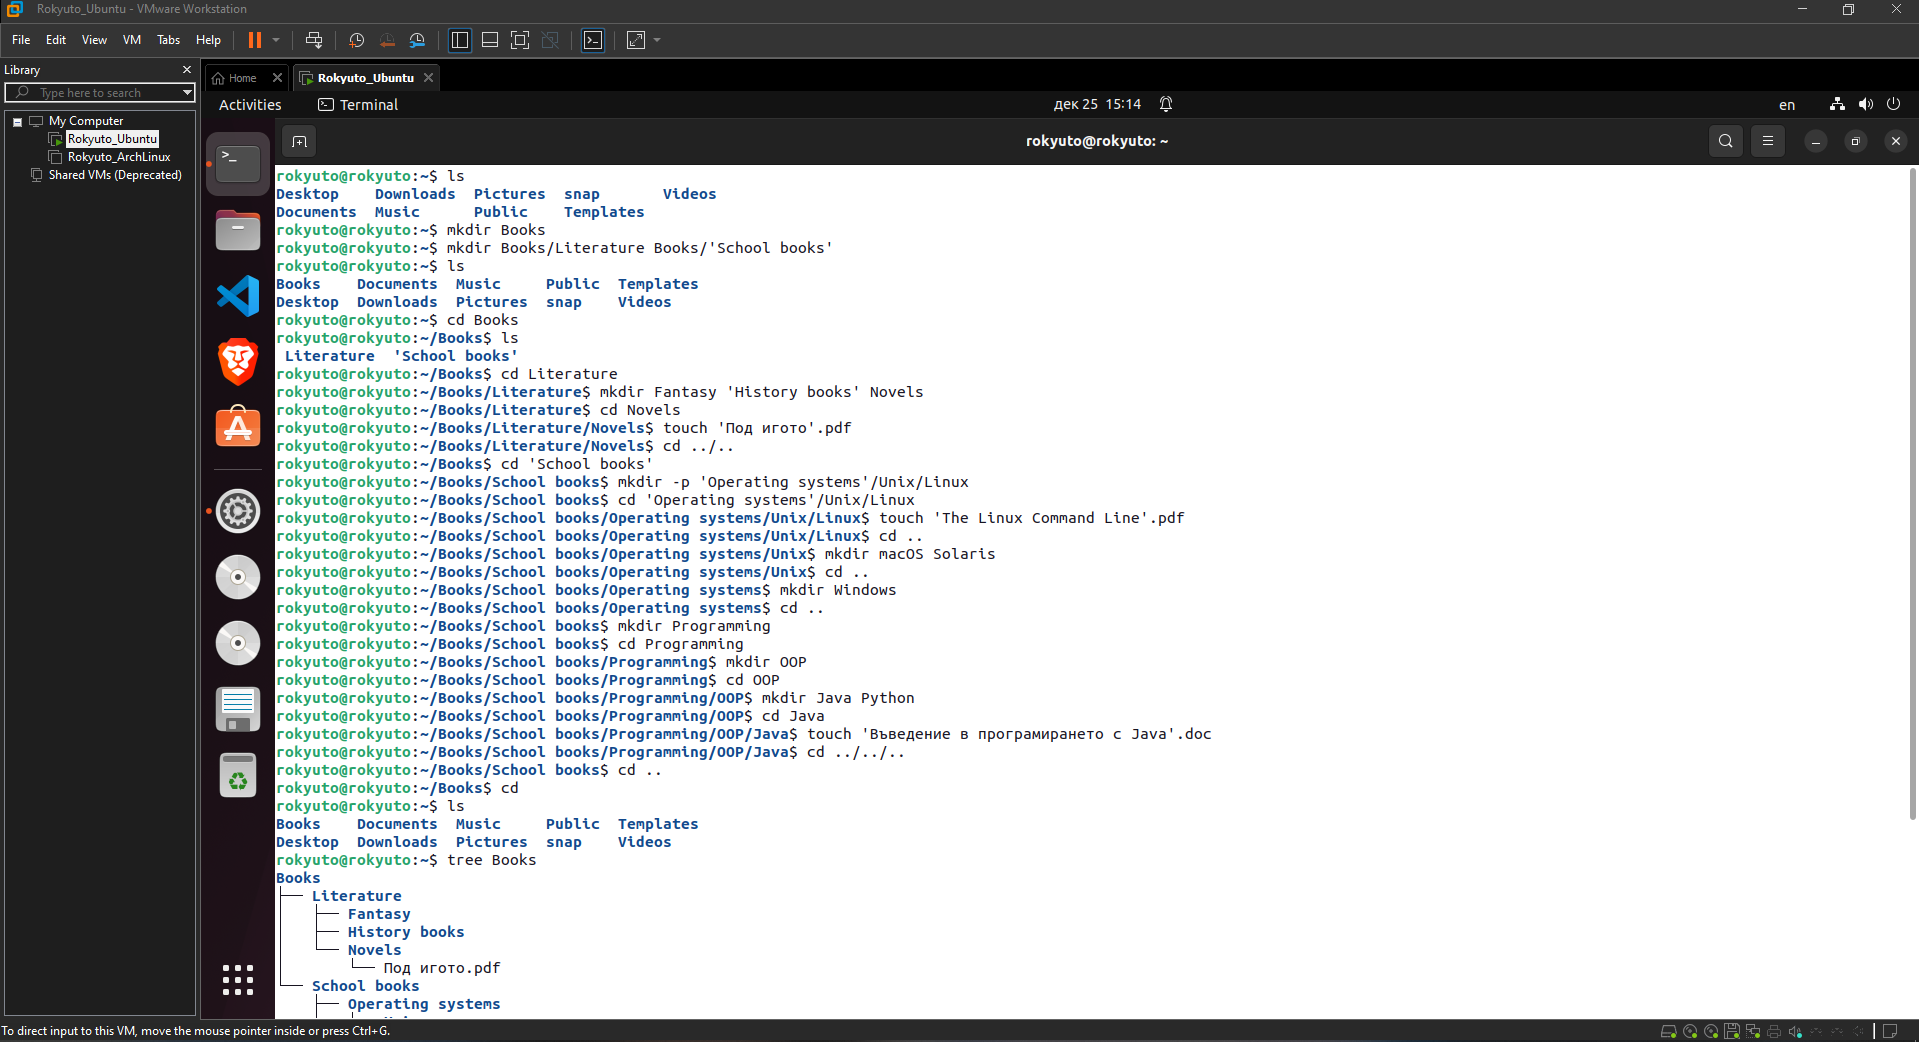 Rokyuto_Ubuntu - VMware Workstation
File Edit View VM Tabs Help
Library
Type here to search
My Computer
Rokyuto_Ubuntu
Rokyuto_ArchLinux
Shared VMs (Deprecated)
Home Rokyuto_Ubuntu
Activities Terminal дек 25 15:14 en
rokyuto@rokyuto: ~
rokyuto@rokyuto:~$ ls
Desktop Downloads Pictures snap Videos
Documents Music Public Templates
rokyuto@rokyuto:~$ mkdir Books
rokyuto@rokyuto:~$ mkdir Books/Literature Books/'School books'
rokyuto@rokyuto:~$ ls
Books Documents Music Public Templates
Desktop Downloads Pictures snap Videos
rokyuto@rokyuto:~$ cd Books
rokyuto@rokyuto:~/Books$ ls
Literature 'School books'
rokyuto@rokyuto:~/Books$ cd Literature
rokyuto@rokyuto:~/Books/Literature$ mkdir Fantasy 'History books' Novels
rokyuto@rokyuto:~/Books/Literature$ cd Novels
rokyuto@rokyuto:~/Books/Literature/Novels$ touch 'Под игото'.pdf
rokyuto@rokyuto:~/Books/Literature/Novels$ cd ../..
rokyuto@rokyuto:~/Books$ cd 'School books'
rokyuto@rokyuto:~/Books/School books$ mkdir -p 'Operating systems'/Unix/Linux
rokyuto@rokyuto:~/Books/School books$ cd 'Operating systems'/Unix/Linux
rokyuto@rokyuto:~/Books/School books/Operating systems/Unix/Linux$ touch 'The Linux Command Line'.pdf
rokyuto@rokyuto:~/Books/School books/Operating systems/Unix/Linux$ cd ..
rokyuto@rokyuto:~/Books/School books/Operating systems/Unix$ mkdir macOS Solaris
rokyuto@rokyuto:~/Books/School books/Operating systems/Unix$ cd ..
rokyuto@rokyuto:~/Books/School books/Operating systems$ mkdir Windows
rokyuto@rokyuto:~/Books/School books/Operating systems$ cd ..
rokyuto@rokyuto:~/Books/School books$ mkdir Programming
rokyuto@rokyuto:~/Books/School books$ cd Programming
rokyuto@rokyuto:~/Books/School books/Programming$ mkdir OOP
rokyuto@rokyuto:~/Books/School books/Programming$ cd OOP
rokyuto@rokyuto:~/Books/School books/Programming/OOP$ mkdir Java Python
rokyuto@rokyuto:~/Books/School books/Programming/OOP$ cd Java
rokyuto@rokyuto:~/Books/School books/Programming/OOP/Java$ touch 'Въведение в програмирането с Java'.doc
rokyuto@rokyuto:~/Books/School books/Programming/OOP/Java$ cd ../../..
rokyuto@rokyuto:~/Books/School books$ cd ..
rokyuto@rokyuto:~/Books$ cd
rokyuto@rokyuto:~$ ls
Books Documents Music Public Templates
Desktop Downloads Pictures snap Videos
rokyuto@rokyuto:~$ tree Books
Books
├── Literature
│   ├── Fantasy
│   ├── History books
│   └── Novels
│       └── Под игото.pdf
└── School books
    ├── Operating systems
To direct input to this VM, move the mouse pointer inside or press Ctrl+G.